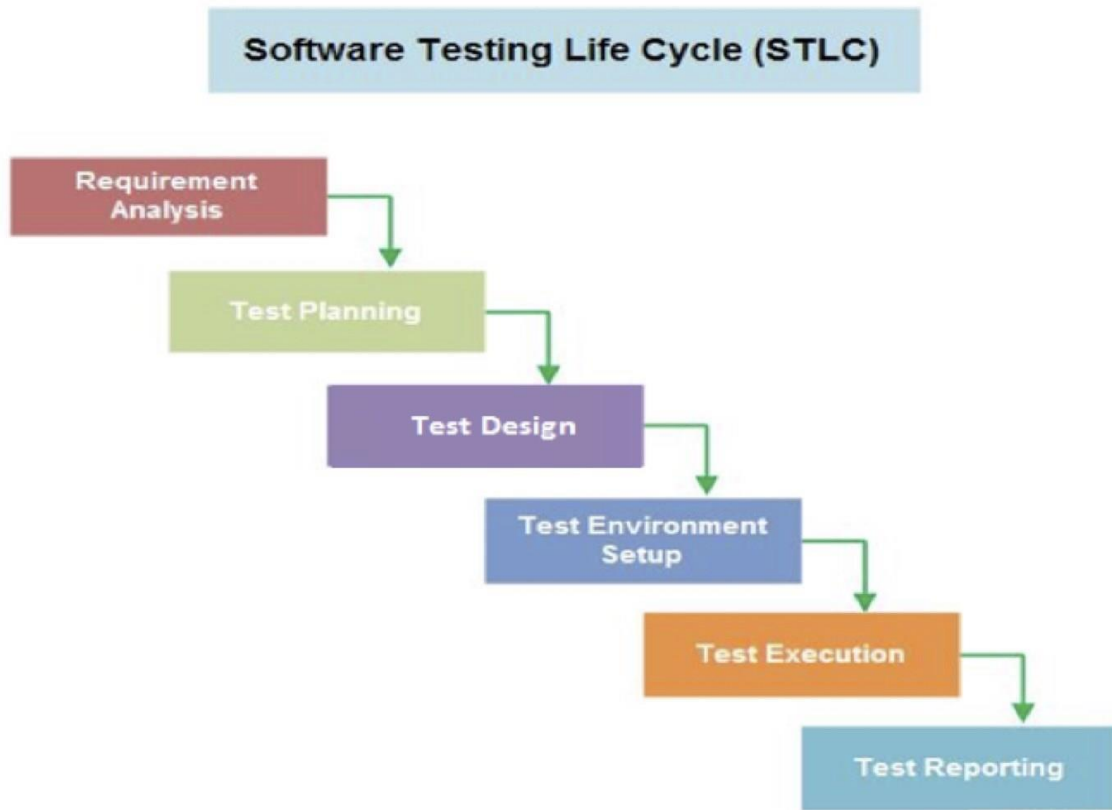 Software Testing Life Cycle (STLC)
Requirement
Analysis
Test Planning
Test Design
Test Environment
Setup
Test Execution
Test Reporting